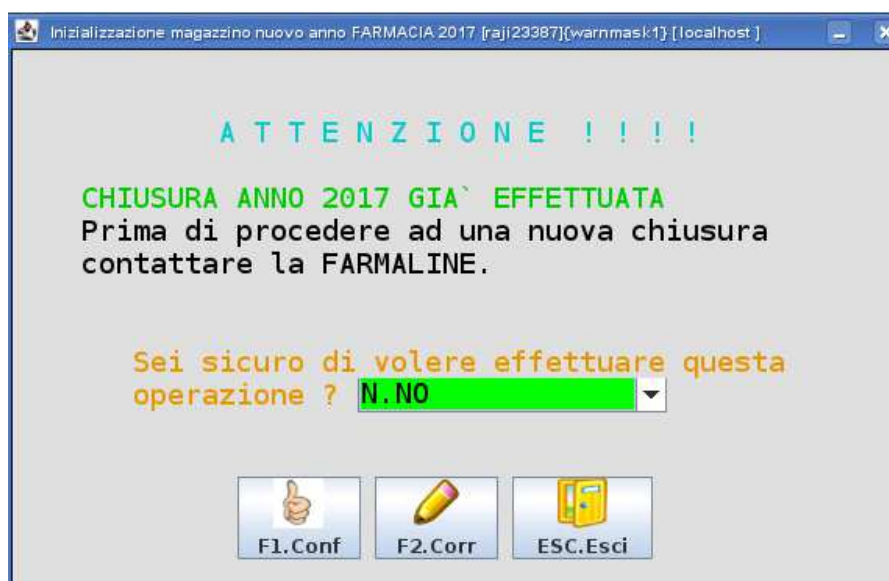 Inizializzazione magazzino nuovo anno FARMACIA 2017 [raji23387]{warnmask1} [localhost]
A T T E N Z I O N E ! ! ! !
CHIUSURA ANNO 2017 GIA` EFFETTUATA
Prima di procedere ad una nuova chiusura
contattare la FARMALINE.
Sei sicuro di volere effettuare questa
operazione ? N.NO
F1.Conf F2.Corr ESC.Esci